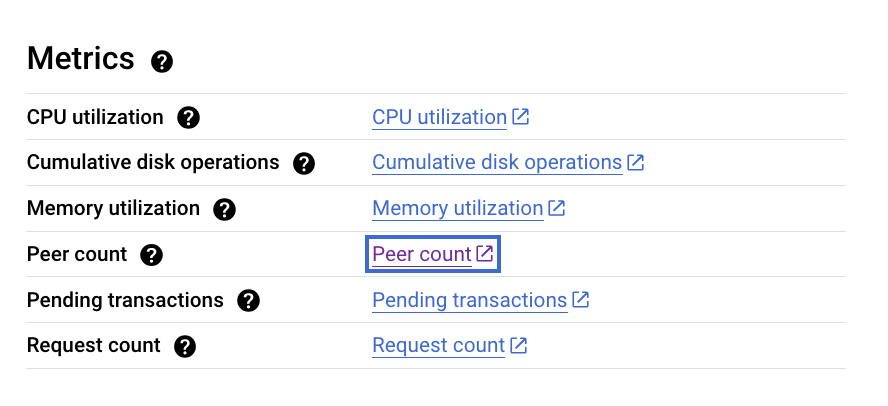 Metrics
CPU utilization CPU utilization
Cumulative disk operations Cumulative disk operations
Memory utilization Memory utilization
Peer count Peer count
Pending transactions Pending transactions
Request count Request count